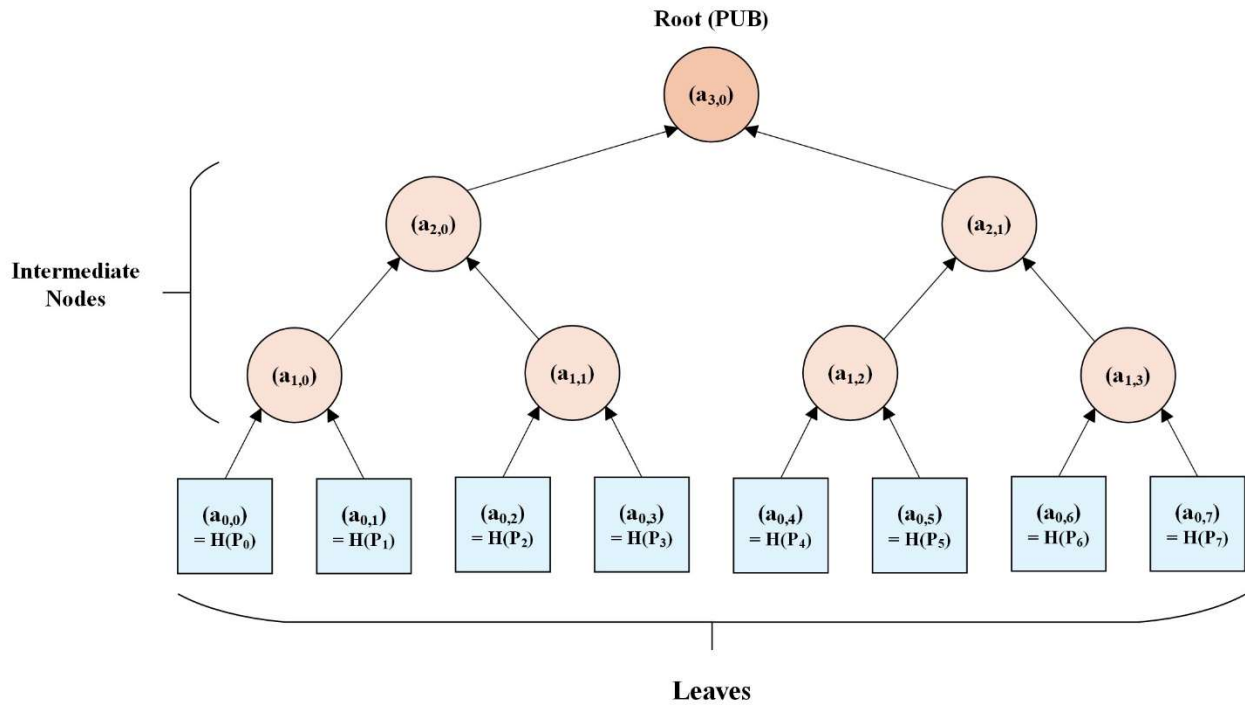 Root (PUB)
(a3,0)
(a2,0)
(a2,1)
Intermediate
Nodes
(a1,0)
(a1,1)
(a1,2)
(a1,3)
(a0,0)
= H(P0)
(a0,1)
= H(P1)
(a0,2)
= H(P2)
(a0,3)
= H(P3)
(a0,4)
= H(P4)
(a0,5)
= H(P5)
(a0,6)
= H(P6)
(a0,7)
= H(P7)
Leaves